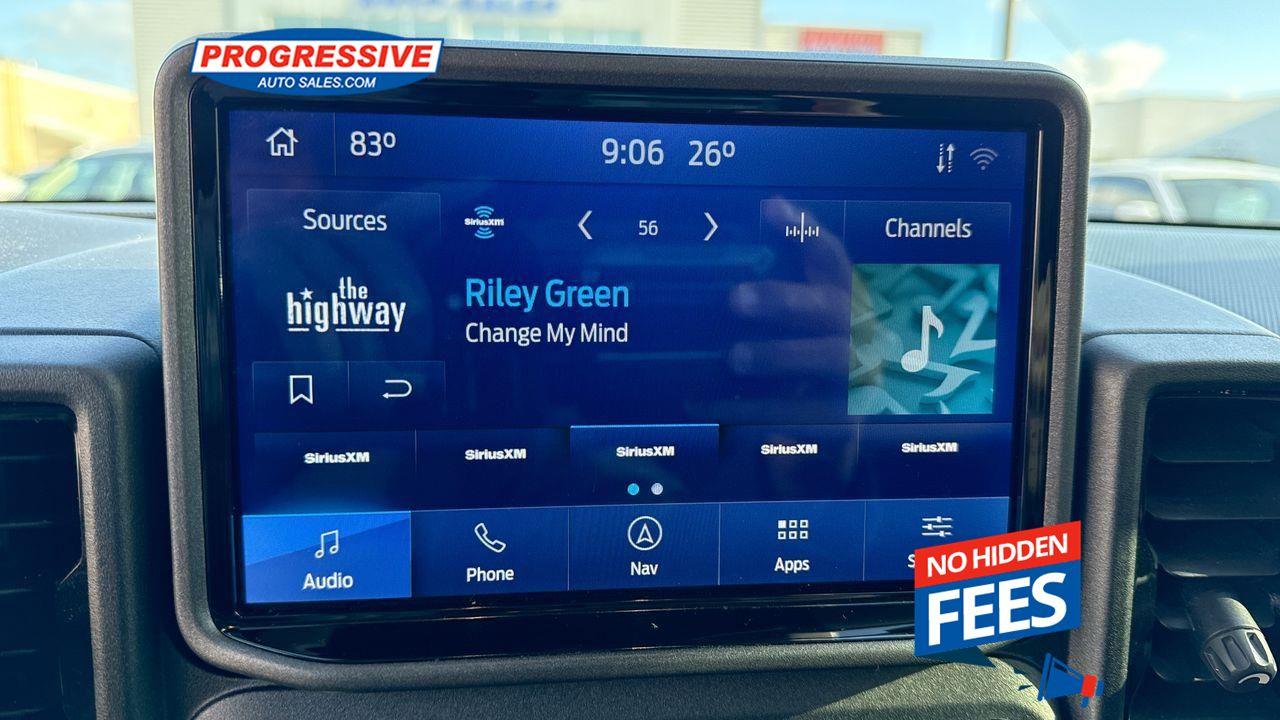 PROGRESSIVE
AUTO SALES.COM
83°
9:06 26°
Sources
SiriusXM
56
Channels
the
highway
Riley Green
Change My Mind
SiriusXM SiriusXM SiriusXM SiriusXM SiriusXM
Audio Phone Nav Apps
NO HIDDEN
FEES